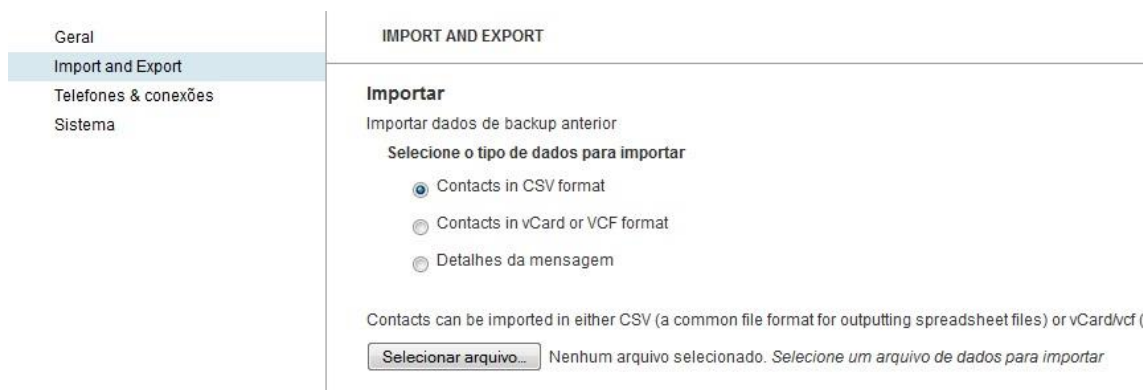 Geral
Import and Export
Telefones & conexões
Sistema
IMPORT AND EXPORT
Importar
Importar dados de backup anterior
Selecione o tipo de dados para importar
Contacts in CSV format
Contacts in vCard or VCF format
Detalhes da mensagem
Contacts can be imported in either CSV (a common file format for outputting spreadsheet files) or vCard/vcf (
Selecionar arquivo... Nenhum arquivo selecionado. Selecione um arquivo de dados para importar